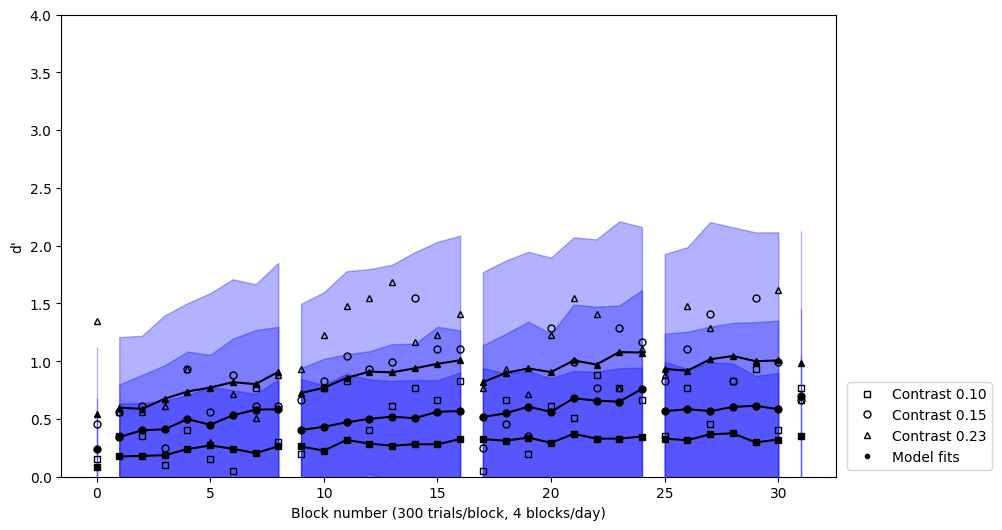 4.0
3.5
3.0
2.5
2.0
1.5
1.0
0.5
0.0
d'
0 5 10 15 20 25 30
Block number (300 trials/block, 4 blocks/day)
Contrast 0.10
Contrast 0.15
Contrast 0.23
Model fits